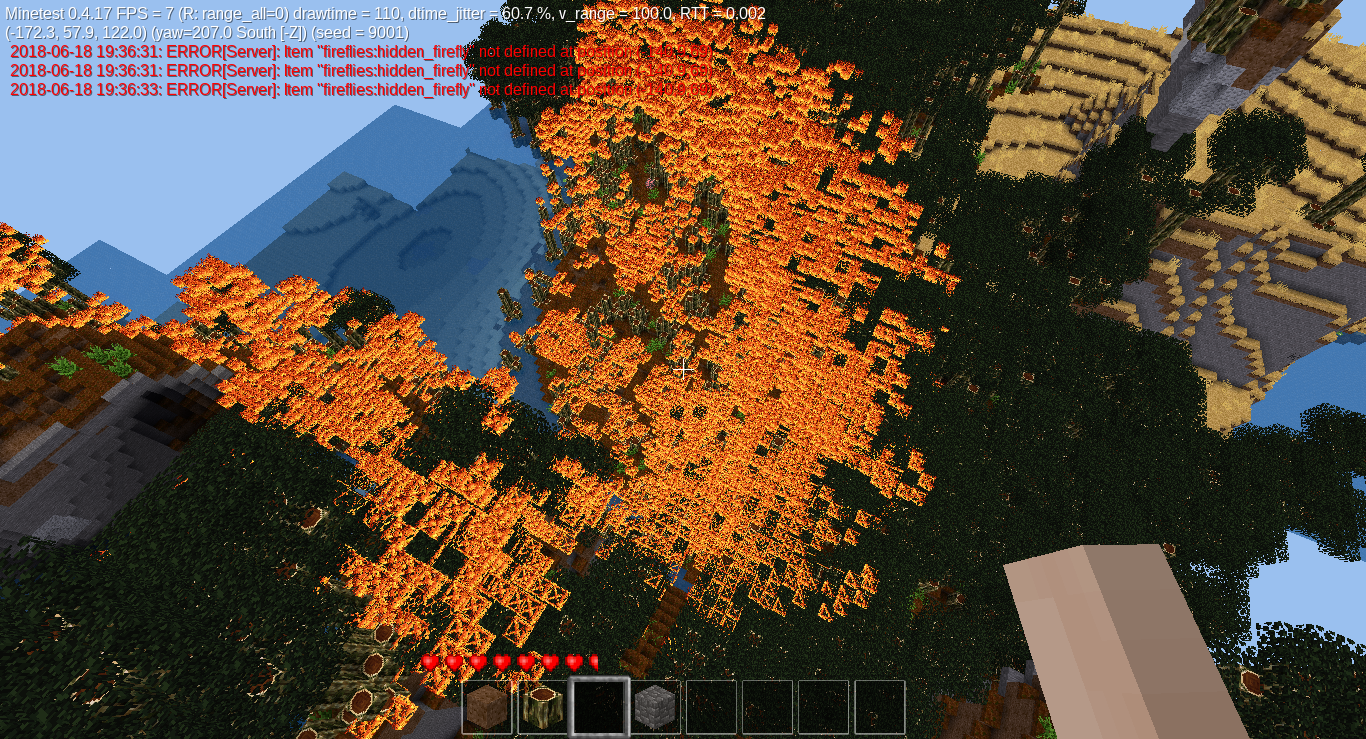 Minetest 0.4.17 FPS = 7 (R: range_all=0) drawtime = 110, dtime_jitter = 60.7 %, v_range = 100.0, RTT = 0.002
(-172.3, 57.9, 122.0) (yaw=207.0 South [-Z]) (seed = 9001)
2018-06-18 19:36:31: ERROR[Server]: Item "fireflies:hidden_firefly" not defined at position
2018-06-18 19:36:31: ERROR[Server]: Item "fireflies:hidden_firefly" not defined at position
2018-06-18 19:36:33: ERROR[Server]: Item "fireflies:hidden_firefly" not defined at position